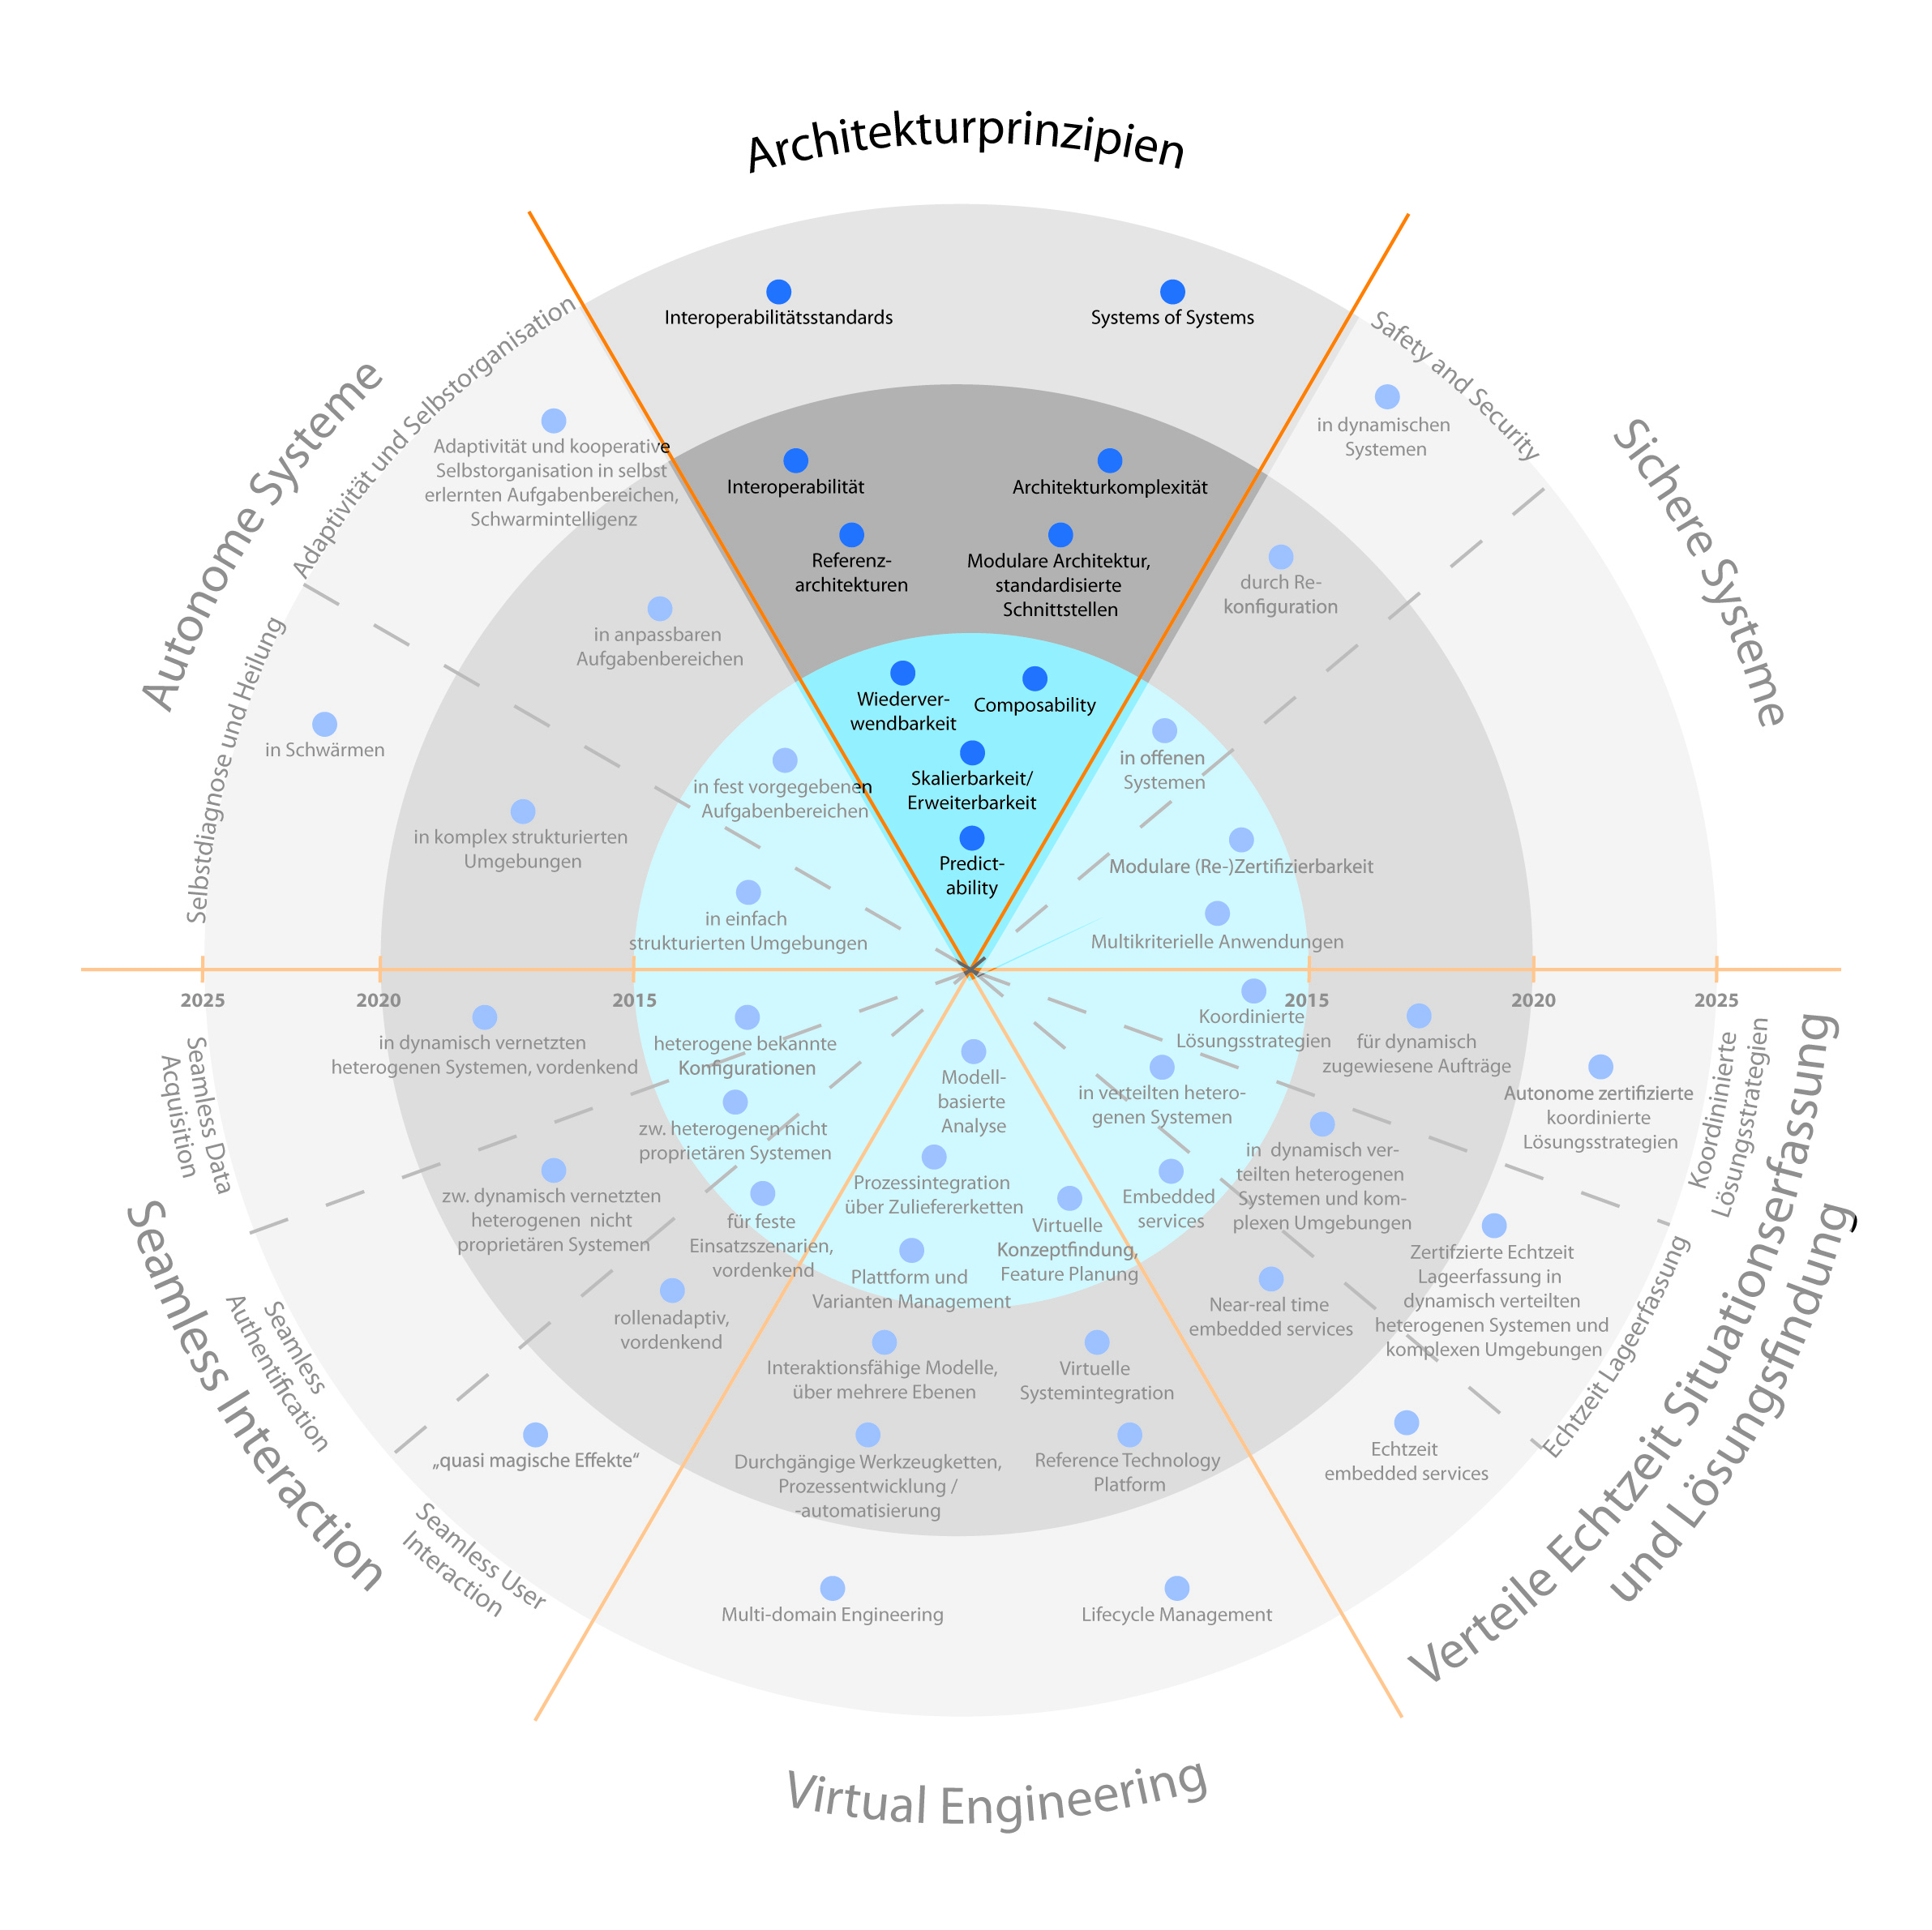 Architekturprinzipien
Interoperabilitätsstandards
Systems of Systems
Interoperabilität
Architekturkomplexität
Referenz-
architekturen
Modulare Architektur,
standardisierte
Schnittstellen
Wiederver-
wendbarkeit
Composability
Skalierbarkeit/
Erweiterbarkeit
Predict-
ability
Sichere Systeme
Safety and Security
in dynamischen
Systemen
durch Re-
konfiguration
in offenen
Systemen
Modulare (Re-)Zertifizierbarkeit
Multikriterielle Anwendungen
Autonome Systeme
Adaptivität und Selbstorganisation
Adaptivität und kooperative
Selbstorganisation in selbst
erlernten Aufgabenbereichen,
Schwarmintelligenz
in anpassbaren
Aufgabenbereichen
in fest vorgegebenen
Aufgabenbereichen
Selbstdiagnose und Heilung
in Schwärmen
in komplex strukturierten
Umgebungen
in einfach
strukturierten Umgebungen
2025
2020
2015
2015
2020
2025
Seamless Interaction
Seamless Data
Acquisition
in dynamisch vernetzten
heterogenen Systemen, vordenkend
heterogene bekannte
Konfigurationen
Seamless
Authentification
zw. heterogenen nicht
proprietären Systemen
zw. dynamisch vernetzten
heterogenen  nicht
proprietären Systemen
Seamless User
Interaction
für feste
Einsatzszenarien,
vordenkend
rollenadaptiv,
vordenkend
„quasi magische Effekte“
Virtual Engineering
Modell-
basierte
Analyse
Prozessintegration
über Zuliefererketten
Virtuelle
Konzeptfindung,
Feature Planung
Plattform und
Varianten Management
Interaktionsfähige Modelle,
über mehrere Ebenen
Virtuelle
Systemintegration
Durchgängige Werkzeugketten,
Prozessentwicklung /
-automatisierung
Reference Technology
Platform
Multi-domain Engineering
Lifecycle Management
Verteile Echtzeit Situationserfassung
und Lösungsfindung
Koordininierte
Lösungsstrategien
Koordinierte
Lösungsstrategien
für dynamisch
zugewiesene Aufträge
Autonome zertifizierte
koordinierte
Lösungsstrategien
Echtzeit Lageerfassung
in verteilten hetero-
genen Systemen
in  dynamisch ver-
teilten heterogenen
Systemen und kom-
plexen Umgebungen
Zertifzierte Echtzeit
Lageerfassung in
dynamisch verteilten
heterogenen Systemen und
komplexen Umgebungen
Embedded
services
Near-real time
embedded services
Echtzeit
embedded services